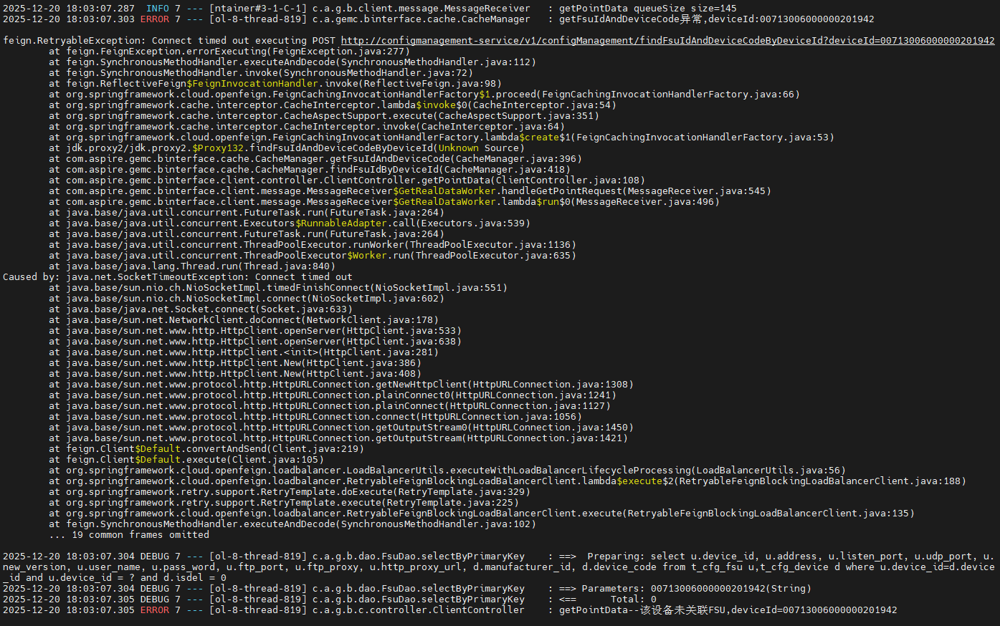 2025-12-20 18:03:07.287  INFO 7 --- [ntainer#3-1-C-1] c.a.g.b.client.message.MessageReceiver   : getPointData queueSize size=145
2025-12-20 18:03:07.303 ERROR 7 --- [ol-8-thread-819] c.a.gemc.binterface.cache.CacheManager   : getFsuIdAndDeviceCode异常,deviceId:00713006000000201942
feign.RetryableException: Connect timed out executing POST http://configmanagement-service/v1/configManagement/findFsuIdAndDeviceCodeByDeviceId?deviceId=00713006000000201942
at feign.FeignException.errorExecuting(FeignException.java:277)
at feign.SynchronousMethodHandler.executeAndDecode(SynchronousMethodHandler.java:112)
at feign.SynchronousMethodHandler.invoke(SynchronousMethodHandler.java:72)
at feign.ReflectiveFeign$FeignInvocationHandler.invoke(ReflectiveFeign.java:98)
at org.springframework.cloud.openfeign.FeignCachingInvocationHandlerFactory$1.proceed(FeignCachingInvocationHandlerFactory.java:66)
at org.springframework.cache.interceptor.CacheInterceptor.lambda$invoke$0(CacheInterceptor.java:54)
at org.springframework.cache.interceptor.CacheAspectSupport.execute(CacheAspectSupport.java:351)
at org.springframework.cache.interceptor.CacheInterceptor.invoke(CacheInterceptor.java:64)
at org.springframework.cloud.openfeign.FeignCachingInvocationHandlerFactory.lambda$create$1(FeignCachingInvocationHandlerFactory.java:53)
at jdk.proxy2/jdk.proxy2.$Proxy132.findFsuIdAndDeviceCodeByDeviceId(Unknown Source)
at com.aspire.gemc.binterface.cache.CacheManager.getFsuIdAndDeviceCode(CacheManager.java:396)
at com.aspire.gemc.binterface.cache.CacheManager.findFsuIdByDeviceId(CacheManager.java:418)
at com.aspire.gemc.binterface.client.controller.ClientController.getPointData(ClientController.java:108)
at com.aspire.gemc.binterface.client.message.MessageReceiver$GetRealDataWorker.handleGetPointRequest(MessageReceiver.java:545)
at com.aspire.gemc.binterface.client.message.MessageReceiver$GetRealDataWorker.lambda$run$0(MessageReceiver.java:496)
at java.base/java.util.concurrent.FutureTask.run(FutureTask.java:264)
at java.base/java.util.concurrent.Executors$RunnableAdapter.call(Executors.java:539)
at java.base/java.util.concurrent.FutureTask.run(FutureTask.java:264)
at java.base/java.util.concurrent.ThreadPoolExecutor.runWorker(ThreadPoolExecutor.java:1136)
at java.base/java.util.concurrent.ThreadPoolExecutor$Worker.run(ThreadPoolExecutor.java:635)
at java.base/java.lang.Thread.run(Thread.java:840)
Caused by: java.net.SocketTimeoutException: Connect timed out
at java.base/sun.nio.ch.NioSocketImpl.timedFinishConnect(NioSocketImpl.java:551)
at java.base/sun.nio.ch.NioSocketImpl.connect(NioSocketImpl.java:602)
at java.base/java.net.Socket.connect(Socket.java:633)
at java.base/sun.net.NetworkClient.doConnect(NetworkClient.java:178)
at java.base/sun.net.www.http.HttpClient.openServer(HttpClient.java:533)
at java.base/sun.net.www.http.HttpClient.openServer(HttpClient.java:638)
at java.base/sun.net.www.http.HttpClient.<init>(HttpClient.java:281)
at java.base/sun.net.www.http.HttpClient.New(HttpClient.java:386)
at java.base/sun.net.www.http.HttpClient.New(HttpClient.java:408)
at java.base/sun.net.www.protocol.http.HttpURLConnection.getNewHttpClient(HttpURLConnection.java:1308)
at java.base/sun.net.www.protocol.http.HttpURLConnection.plainConnect0(HttpURLConnection.java:1241)
at java.base/sun.net.www.protocol.http.HttpURLConnection.plainConnect(HttpURLConnection.java:1127)
at java.base/sun.net.www.protocol.http.HttpURLConnection.connect(HttpURLConnection.java:1056)
at java.base/sun.net.www.protocol.http.HttpURLConnection.getOutputStream0(HttpURLConnection.java:1450)
at java.base/sun.net.www.protocol.http.HttpURLConnection.getOutputStream(HttpURLConnection.java:1421)
at feign.Client$Default.convertAndSend(Client.java:219)
at feign.Client$Default.execute(Client.java:105)
at org.springframework.cloud.openfeign.loadbalancer.LoadBalancerUtils.executeWithLoadBalancerLifecycleProcessing(LoadBalancerUtils.java:56)
at org.springframework.cloud.openfeign.loadbalancer.RetryableFeignBlockingLoadBalancerClient.lambda$execute$2(RetryableFeignBlockingLoadBalancerClient.java:188)
at org.springframework.retry.support.RetryTemplate.doExecute(RetryTemplate.java:329)
at org.springframework.retry.support.RetryTemplate.execute(RetryTemplate.java:225)
at org.springframework.cloud.openfeign.loadbalancer.RetryableFeignBlockingLoadBalancerClient.execute(RetryableFeignBlockingLoadBalancerClient.java:135)
at feign.SynchronousMethodHandler.executeAndDecode(SynchronousMethodHandler.java:102)
... 19 common frames omitted
2025-12-20 18:03:07.304 DEBUG 7 --- [ol-8-thread-819] c.a.g.b.dao.FsuDao.selectByPrimaryKey    : ==>  Preparing: select u.device_id, u.address, u.listen_port, u.udp_port, u.
new_version, u.user_name, u.pass_word, u.ftp_port, u.ftp_proxy, u.http_proxy_url, d.manufacturer_id, d.device_code from t_cfg_fsu u,t_cfg_device d where u.device_id=d.device
_id and u.device_id = ? and d.isdel = 0
2025-12-20 18:03:07.304 DEBUG 7 --- [ol-8-thread-819] c.a.g.b.dao.FsuDao.selectByPrimaryKey    : ==> Parameters: 00713006000000201942(String)
2025-12-20 18:03:07.305 DEBUG 7 --- [ol-8-thread-819] c.a.g.b.dao.FsuDao.selectByPrimaryKey    : <==      Total: 0
2025-12-20 18:03:07.305 ERROR 7 --- [ol-8-thread-819] c.a.g.b.c.controller.ClientController    : getPointData--该设备未关联FSU,deviceId=00713006000000201942